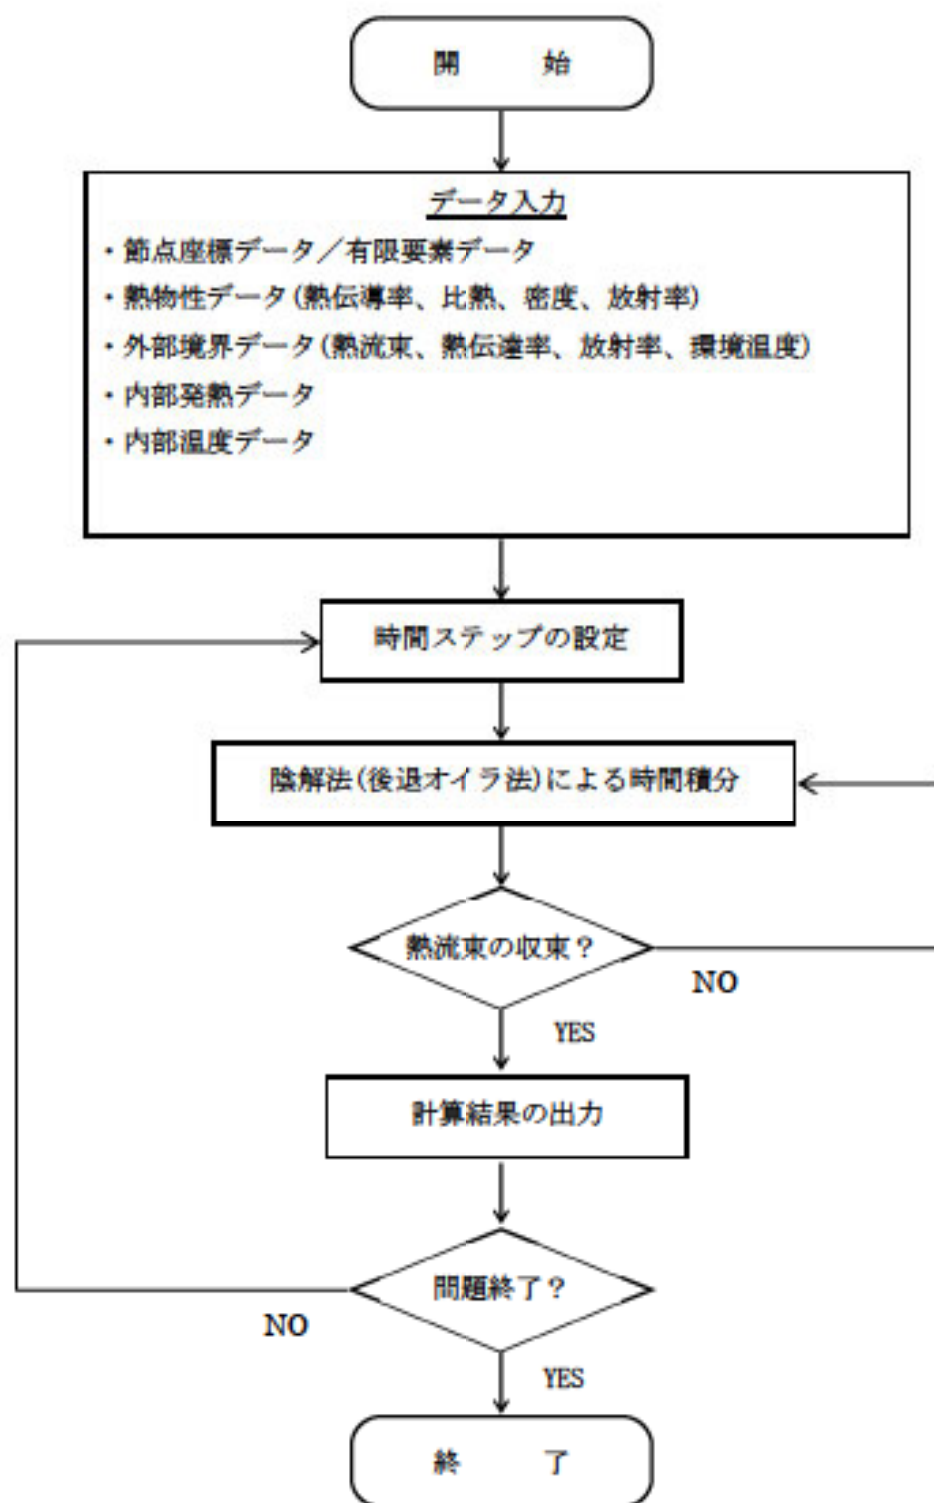 開　始
データ入力
・節点座標データ／有限要素データ
・熱物性データ(熱伝導率、比熱、密度、放射率)
・外部境界データ(熱流束、熱伝達率、放射率、環境温度)
・内部発熱データ
・内部温度データ
時間ステップの設定
陰解法(後退オイラ法)による時間積分
熱流束の収束？
NO
YES
計算結果の出力
問題終了？
NO
YES
終　了